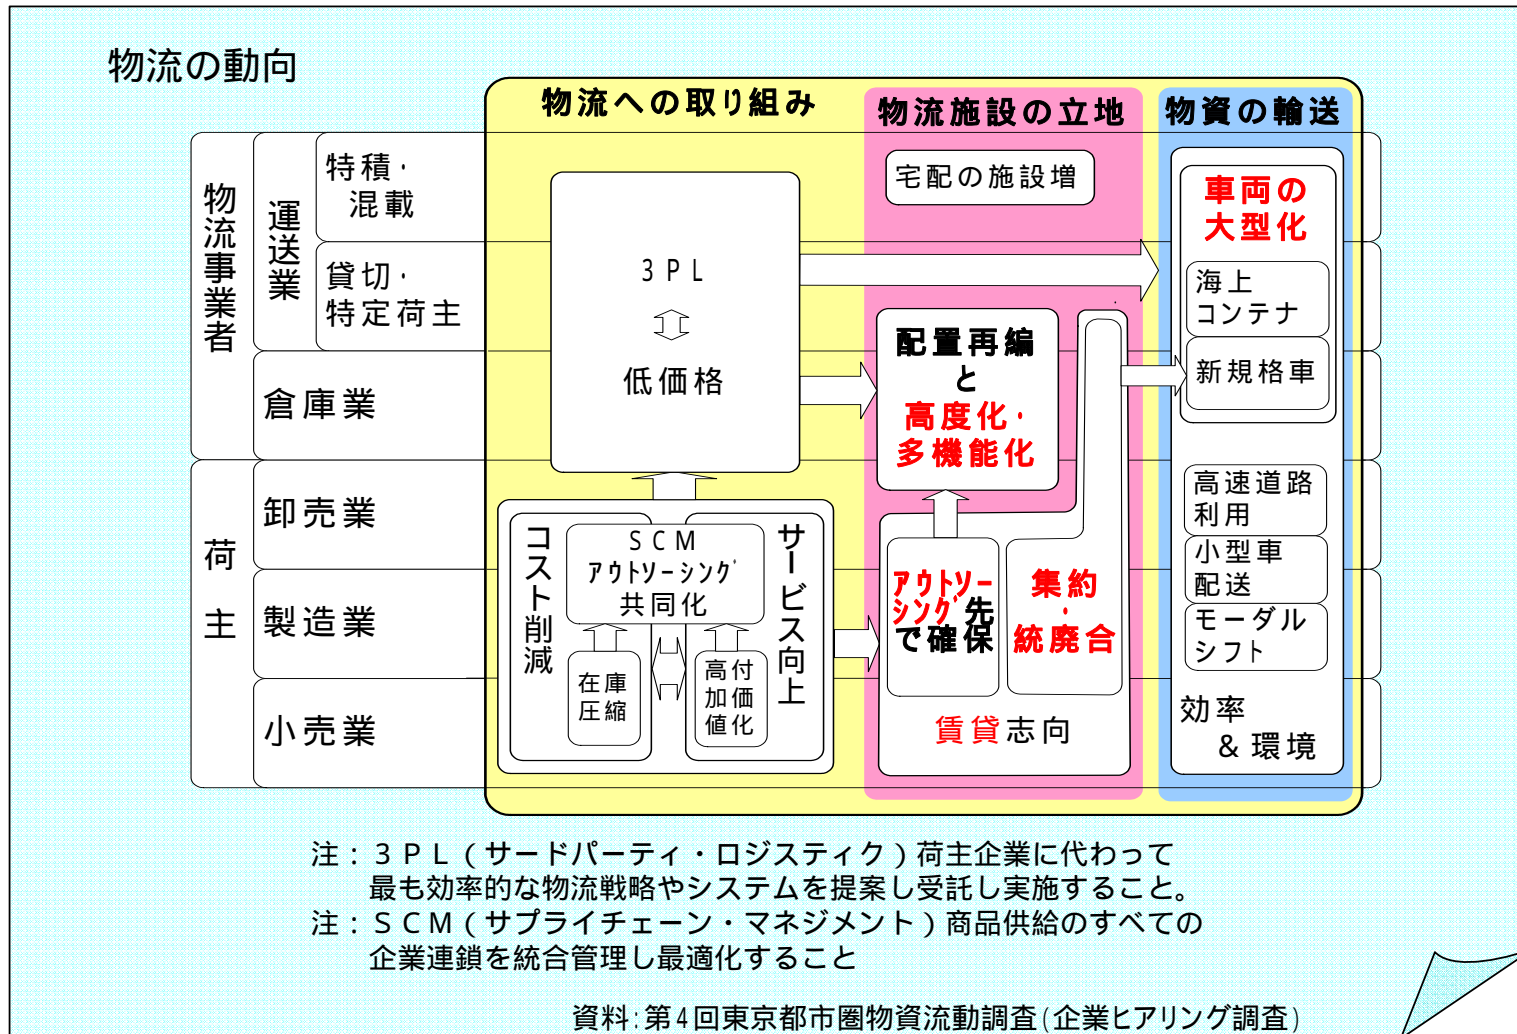 物流の動向
物流への取り組み
物流施設の立地
物資の輸送
物流事業者
運送業
特積・
混載
貸切・
特定荷主
倉庫業
荷主
卸売業
製造業
小売業
3PL
低価格
コスト削減
SCM
アウトソーシング
共同化
在庫
圧縮
高付
加価
値化
サービス向上
宅配の施設増
配置再編
と
高度化・
多機能化
アウトソー
シング先
で確保
集約
・
統廃合
賃貸志向
車両の
大型化
海上
コンテナ
新規格車
高速道路
利用
小型車
配送
モーダル
シフト
効率
&環境
注：3PL（サードパーティ・ロジスティク）荷主企業に代わって
最も効率的な物流戦略やシステムを提案し受託し実施すること。
注：SCM（サプライチェーン・マネジメント）商品供給のすべての
企業連鎖を統合管理し最適化すること
資料:第4回東京都市圏物資流動調査(企業ヒアリング調査)